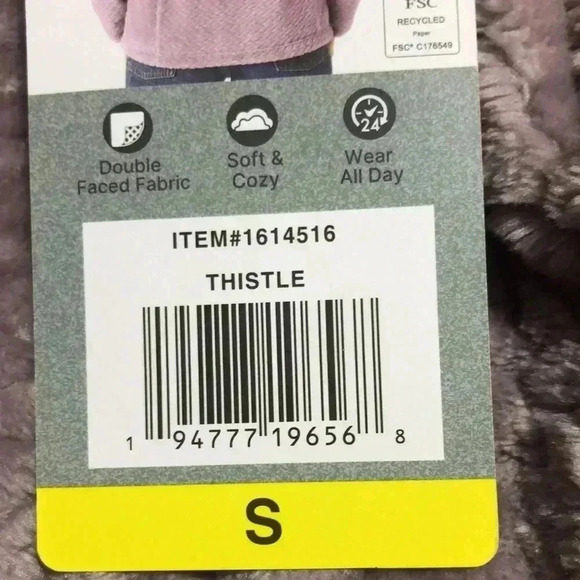 FSC
RECYCLED
Paper
FSC® C176549
Double
Faced Fabric
Soft &
Cozy
24
Wear
All Day
ITEM#1614516
THISTLE
1 94777 19656 8
S